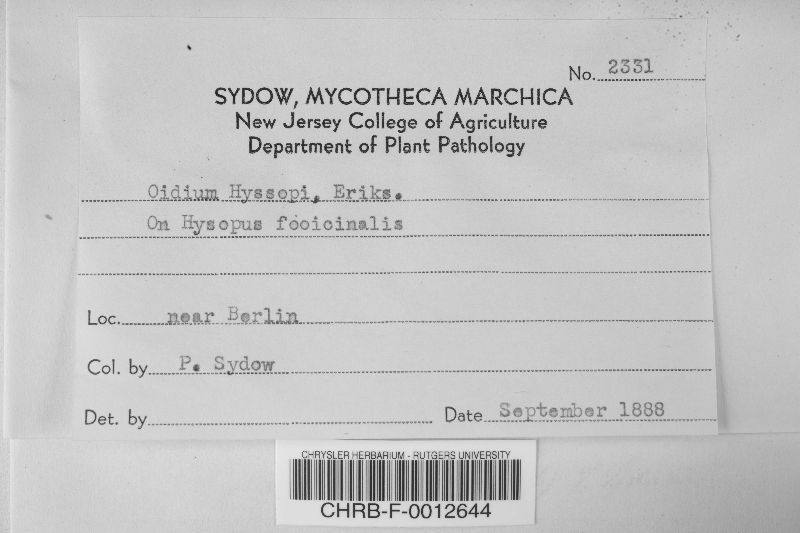 No. 2331
SYDOW, MYCOTHECA MARCHICA
New Jersey College of Agriculture
Department of Plant Pathology
Oidium Hyssopi, Eriks.
On Hysopus fooicinalis
Loc. near Berlin
Col. by P. Sydow
Det. by
Date September 1888
CHRYSLER HERBARIUM - RUTGERS UNIVERSITY
CHRB-F-0012644